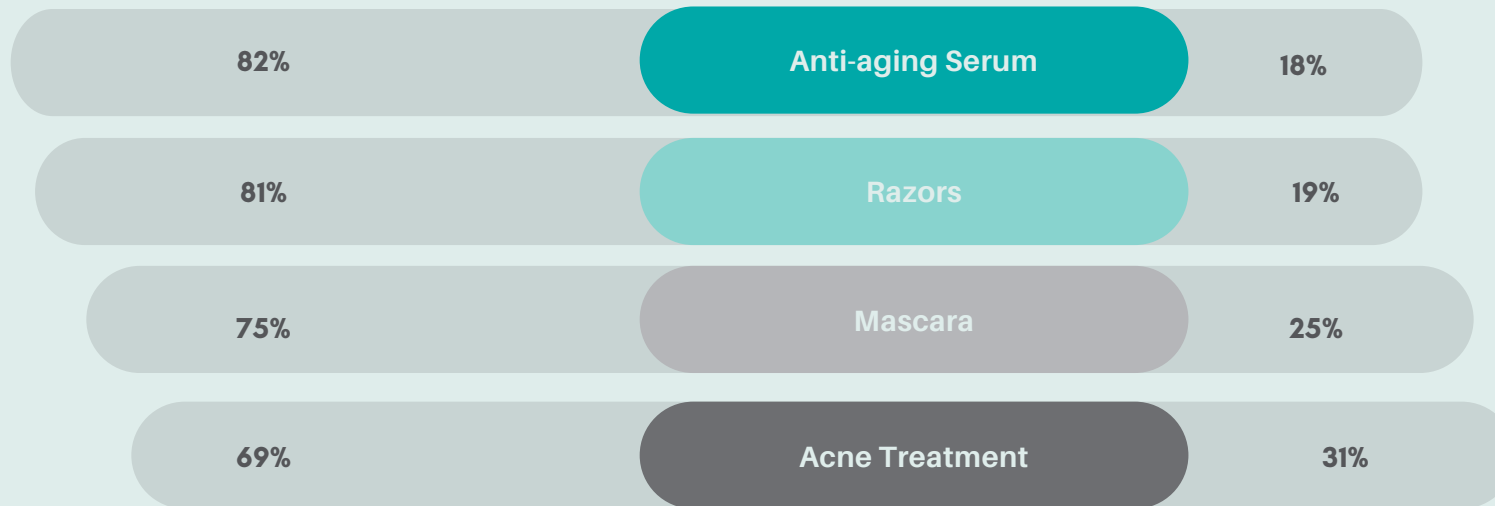 82% Anti-aging Serum 18%
81% Razors 19%
75% Mascara 25%
69% Acne Treatment 31%